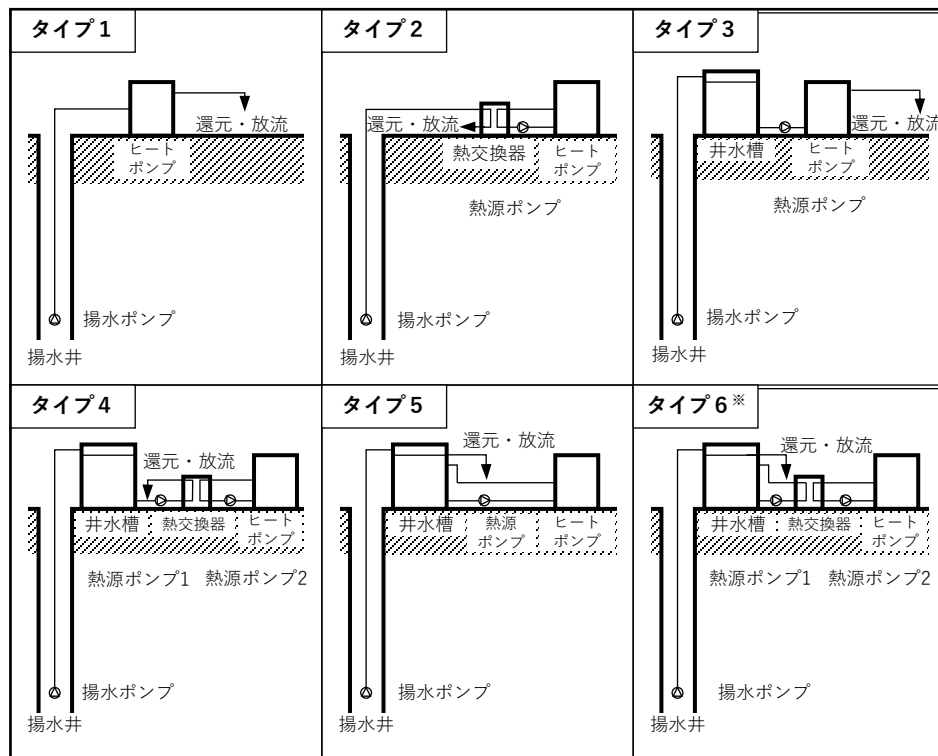 タイプ1
還元・放流
ヒート
ポンプ
揚水ポンプ
揚水井
タイプ2
還元・放流
熱交換器
ヒート
ポンプ
熱源ポンプ
揚水ポンプ
揚水井
タイプ3
還元・放流
井水槽
ヒート
ポンプ
熱源ポンプ
揚水ポンプ
揚水井
タイプ4
還元・放流
井水槽
熱交換器
ヒート
ポンプ
熱源ポンプ1
熱源ポンプ2
揚水ポンプ
揚水井
タイプ5
還元・放流
井水槽
熱源
ポンプ
ヒート
ポンプ
揚水ポンプ
揚水井
タイプ6※
還元・放流
井水槽
熱交換器
ヒート
ポンプ
熱源ポンプ1
熱源ポンプ2
揚水ポンプ
揚水井